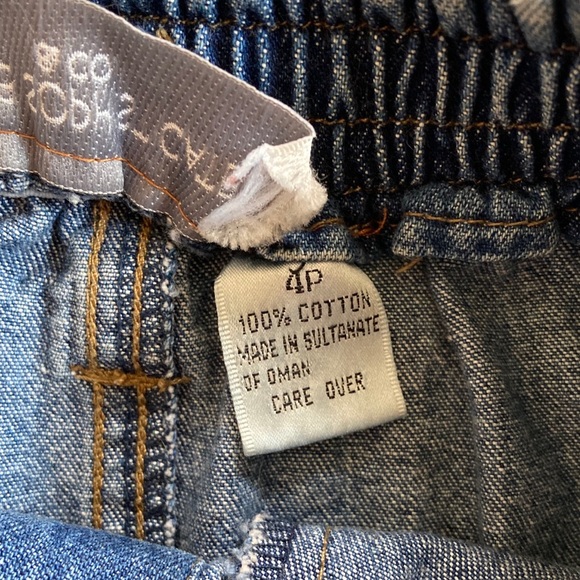 4P
100% COTTON
MADE IN SULTANATE
OF OMAN
CARE OVER